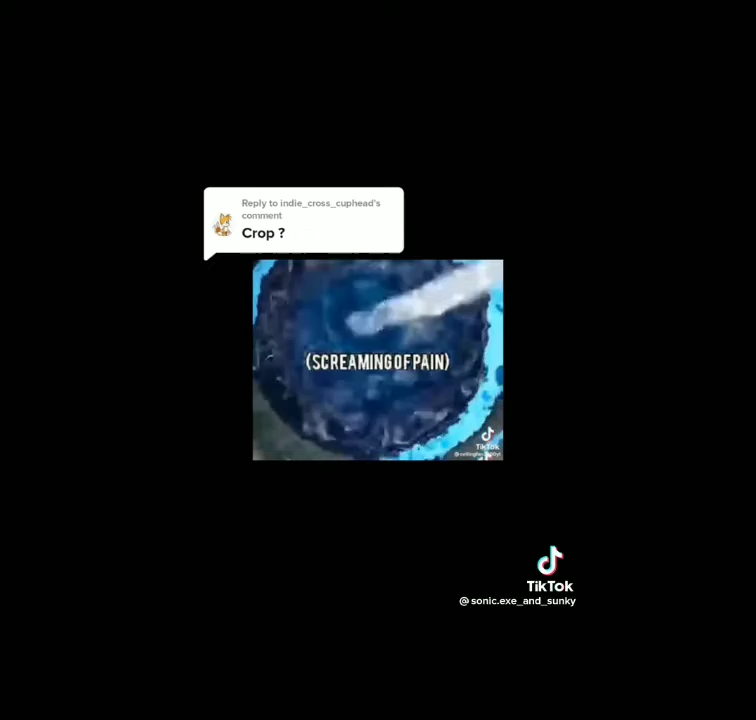 Reply to indie_cross_cuphead's
comment
Crop ?
(SCREAMING OF PAIN)
TikTok
TikTok
@sonic.exe_and_sunky